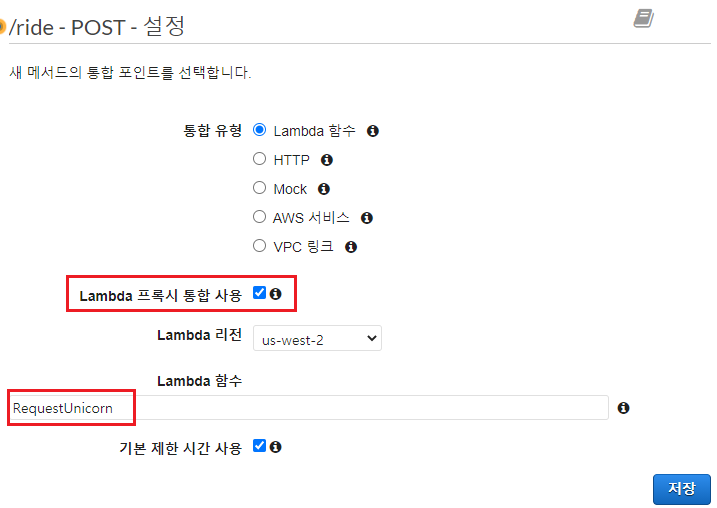 /ride - POST - 설정
새 메서드의 통합 포인트를 선택합니다.
통합 유형 Lambda 함수
HTTP
Mock
AWS 서비스
VPC 링크
Lambda 프록시 통합 사용
Lambda 리전 us-west-2
Lambda 함수
RequestUnicorn
기본 제한 시간 사용
저장